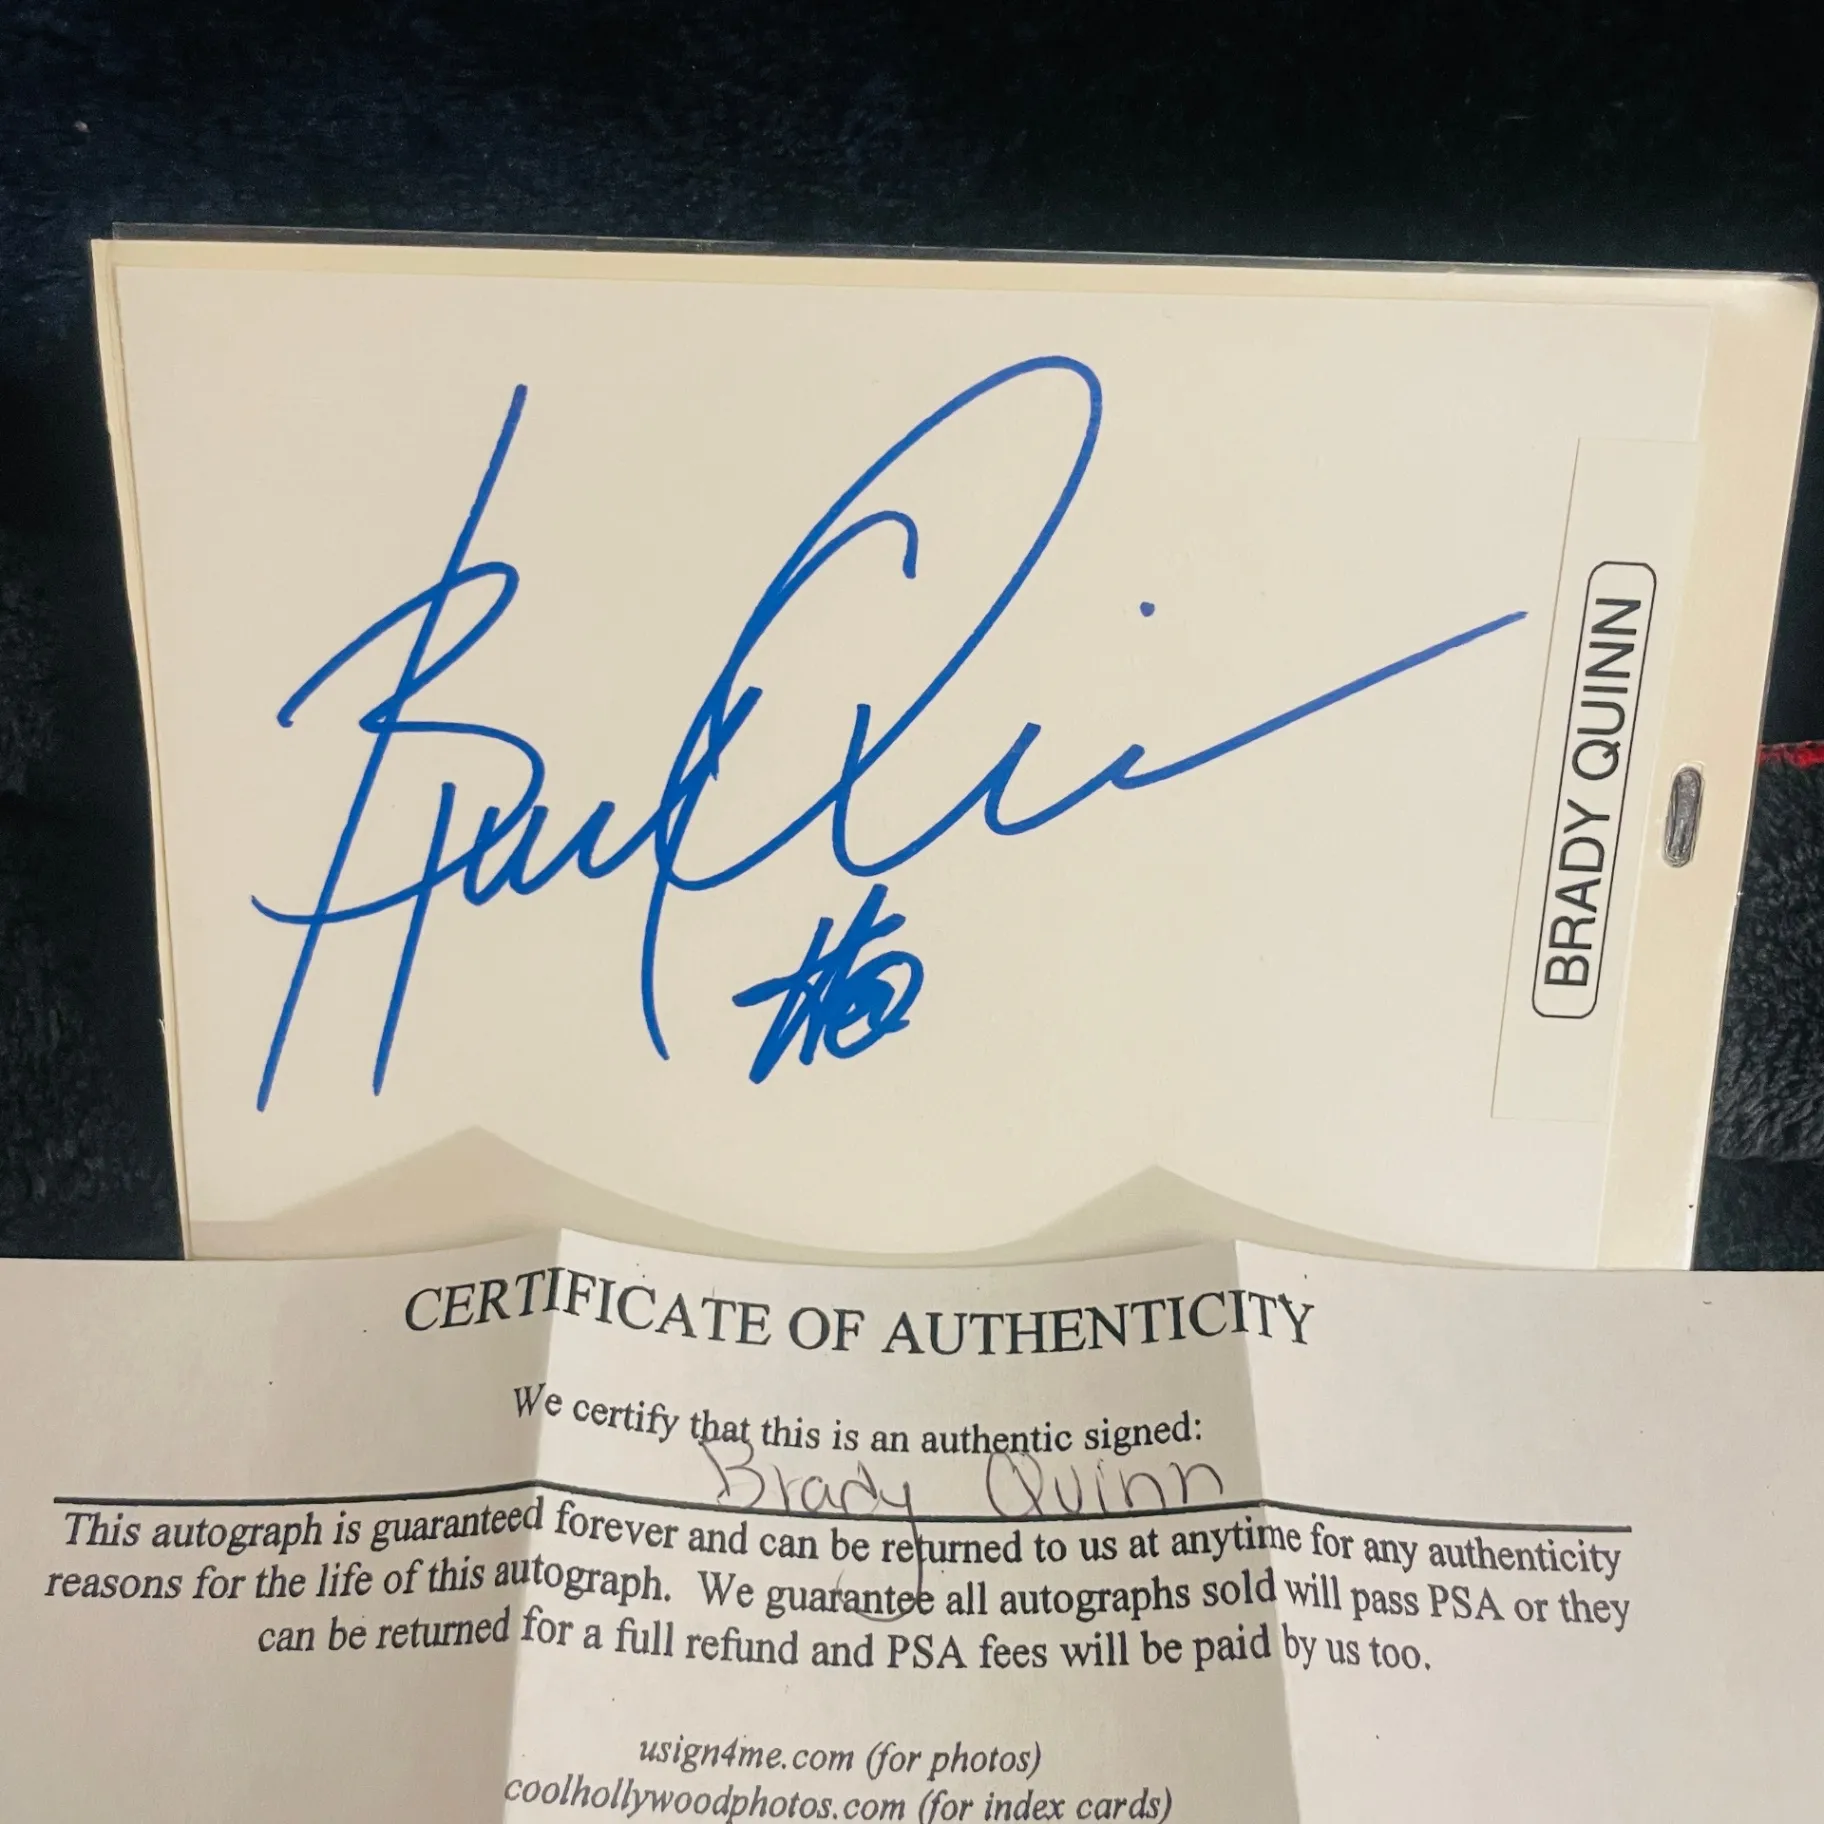 Brady Quinn
BRADY QUINN
CERTIFICATE OF AUTHENTICITY
We certify that this is an authentic signed:
Brady Quinn
This autograph is guaranteed forever and can be returned to us at anytime for any authenticity
reasons for the life of this autograph. We guarantee all autographs sold will pass PSA or they
can be returned for a full refund and PSA fees will be paid by us too.
usign4me.com (for photos)
coolhollywoodphotos.com (for index cards)